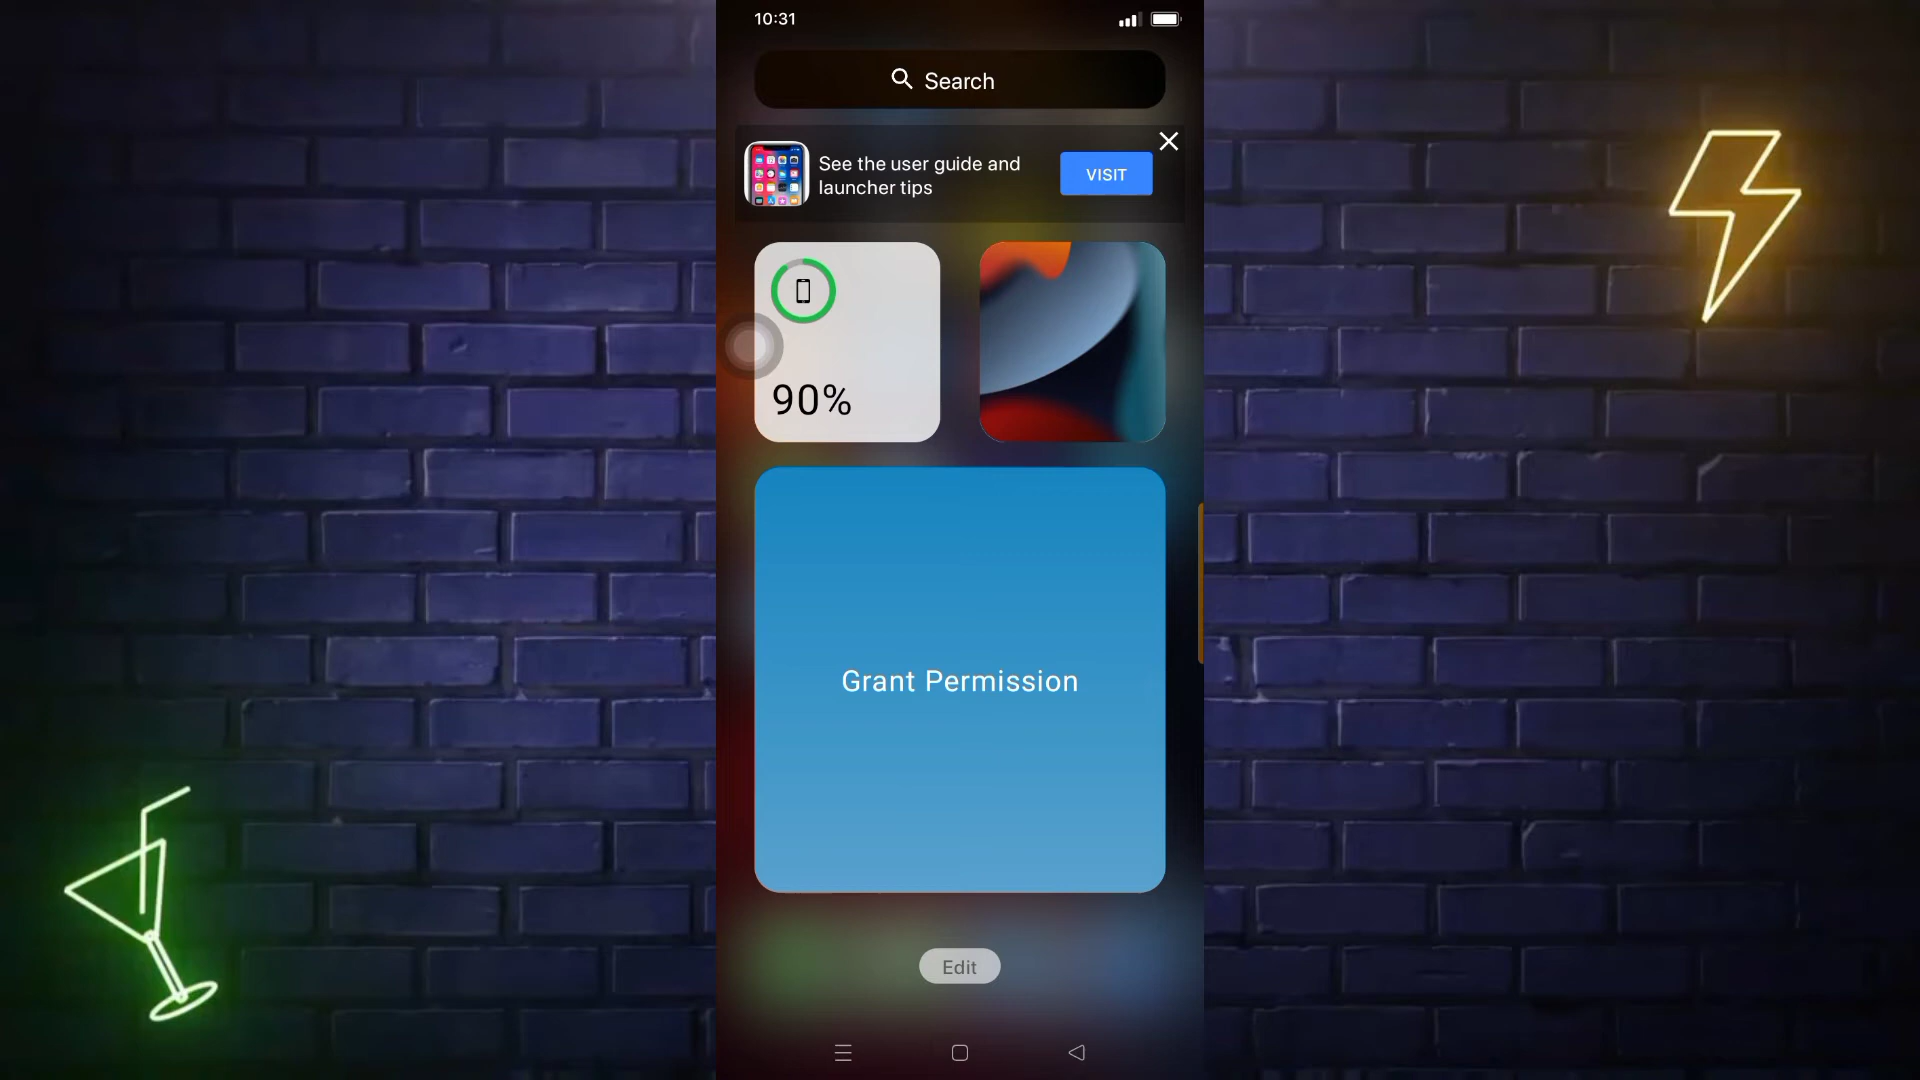 10:31
Search
See the user guide and
launcher tips
VISIT
90%
Grant Permission
Edit